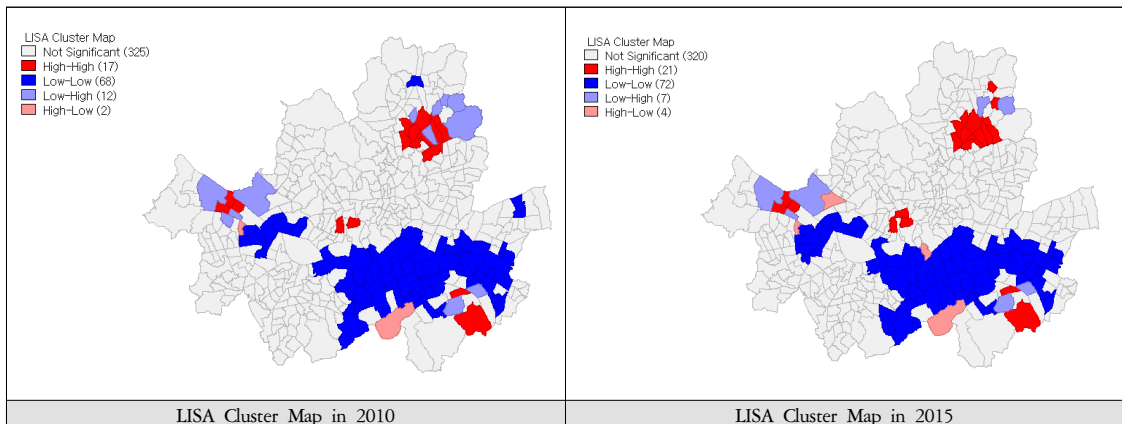 LISA Cluster Map
Not Significant (325)
High-High (17)
Low-Low (68)
Low-High (12)
High-Low (2)
LISA Cluster Map
Not Significant (320)
High-High (21)
Low-Low (72)
Low-High (7)
High-Low (4)
LISA Cluster Map in 2010
LISA Cluster Map in 2015